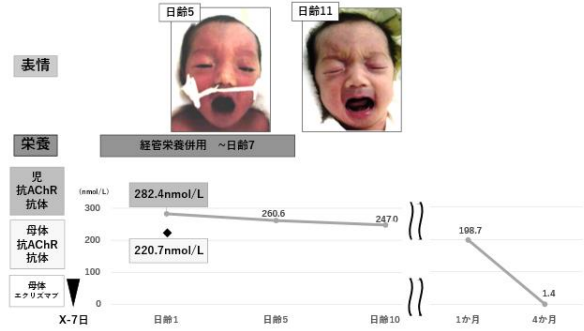 日齢5
日齢11
表情
栄養
経管栄養併用　~日齢7
児
抗AChR
抗体
(nmol/L)
282.4nmol/L
300
260.6
247.0
198.7
母体
抗AChR
抗体
200
220.7nmol/L
100
母体
エクリズマブ
0
1.4
X-7日
日齢1
日齢5
日齢10
1か月
4か月